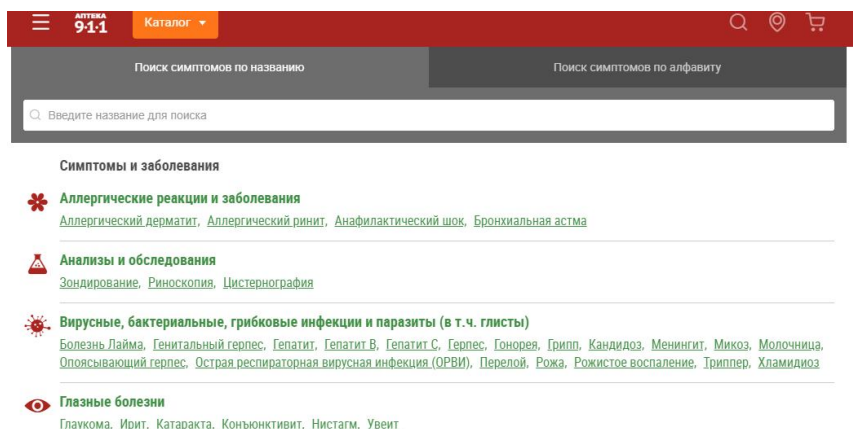 АПТЕКА
9·1·1
Каталог
Поиск симптомов по названию
Поиск симптомов по алфавиту
Введите название для поиска
Симптомы и заболевания
Аллергические реакции и заболевания
Аллергический дерматит, Аллергический ринит, Анафилактический шок, Бронхиальная астма
Анализы и обследования
Зондирование, Риноскопия, Цистернография
Вирусные, бактериальные, грибковые инфекции и паразиты (в т.ч. глисты)
Болезнь Лайма, Генитальный герпес, Гепатит, Гепатит B, Гепатит C, Герпес, Гонорея, Грипп, Кандидоз, Менингит, Микоз, Молочница,
Опоясывающий герпес, Острая респираторная вирусная инфекция (ОРВИ), Перелой, Рожа, Рожистое воспаление, Триппер, Хламидиоз
Глазные болезни
Глаукома, Ирит, Катаракта, Конъюнктивит, Нистагм, Увеит